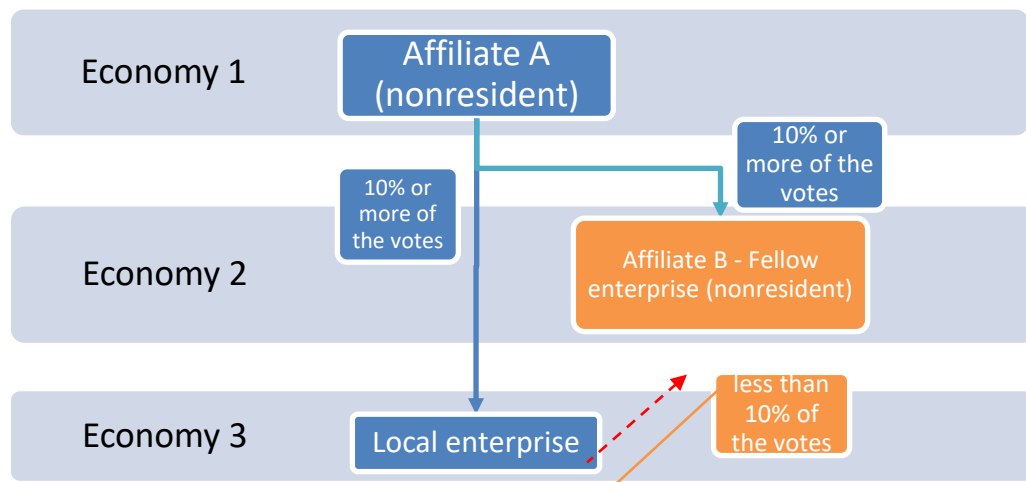 Economy 1
Affiliate A
(nonresident)
10% or
more of the
votes
10% or
more of
the votes
Economy 2
Affiliate B - Fellow
enterprise (nonresident)
Economy 3
Local enterprise
less than
10% of
the votes